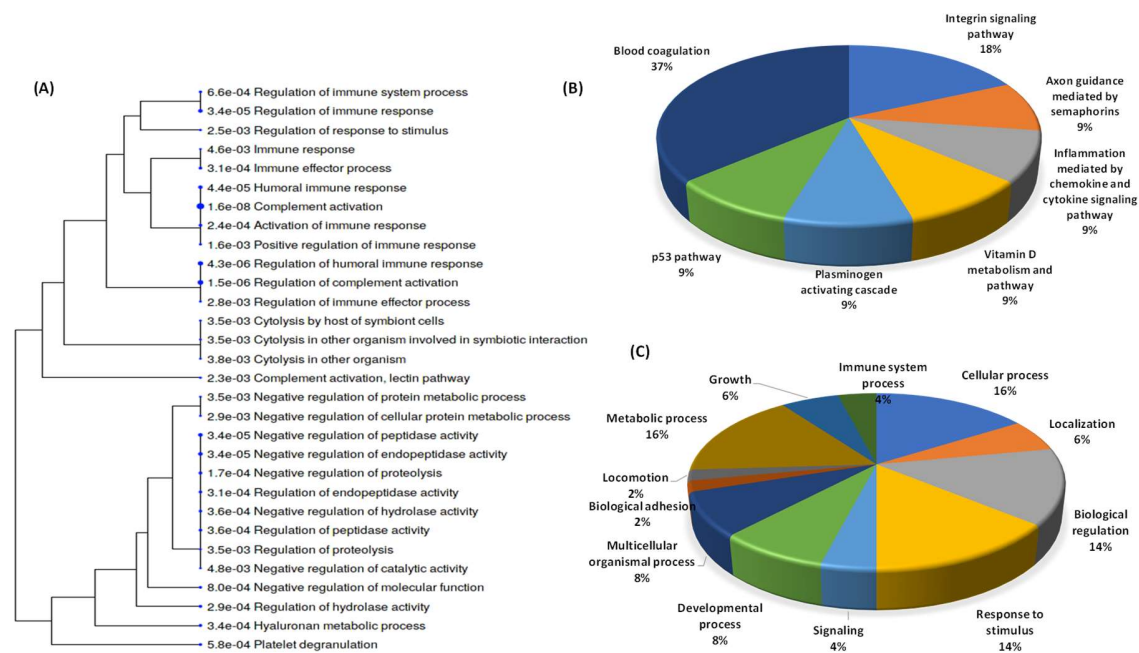 (A)
6.6e-04 Regulation of immune system process
3.4e-05 Regulation of immune response
2.5e-03 Regulation of response to stimulus
4.6e-03 Immune response
3.1e-04 Immune effector process
4.4e-05 Humoral immune response
1.6e-08 Complement activation
2.4e-04 Activation of immune response
1.6e-03 Positive regulation of immune response
4.3e-06 Regulation of humoral immune response
1.5e-06 Regulation of complement activation
2.8e-03 Regulation of immune effector process
3.5e-03 Cytolysis by host of symbiont cells
3.5e-03 Cytolysis in other organism involved in symbiotic interaction
3.8e-03 Cytolysis in other organism
2.3e-03 Complement activation, lectin pathway
3.5e-03 Negative regulation of protein metabolic process
2.9e-03 Negative regulation of cellular protein metabolic process
3.4e-05 Negative regulation of peptidase activity
3.4e-05 Negative regulation of endopeptidase activity
1.7e-04 Negative regulation of proteolysis
3.1e-04 Regulation of endopeptidase activity
3.6e-04 Negative regulation of hydrolase activity
3.6e-04 Regulation of peptidase activity
3.5e-03 Regulation of proteolysis
4.8e-03 Negative regulation of catalytic activity
8.0e-04 Negative regulation of molecular function
2.9e-04 Regulation of hydrolase activity
3.4e-04 Hyaluronan metabolic process
5.8e-04 Platelet degranulation
(B)
Blood coagulation
37%
Integrin signaling
pathway
18%
Axon guidance
mediated by
semaphorins
9%
Inflammation
mediated by
chemokine and
cytokine signaling
pathway
9%
Vitamin D
metabolism and
pathway
9%
Plasminogen
activating cascade
9%
p53 pathway
9%
(C)
Immune system
process
4%
Cellular process
16%
Localization
6%
Biological
regulation
14%
Response to
stimulus
14%
Signaling
4%
Developmental
process
8%
Multicellular
organismal process
8%
Biological adhesion
2%
Locomotion
2%
Metabolic process
16%
Growth
6%